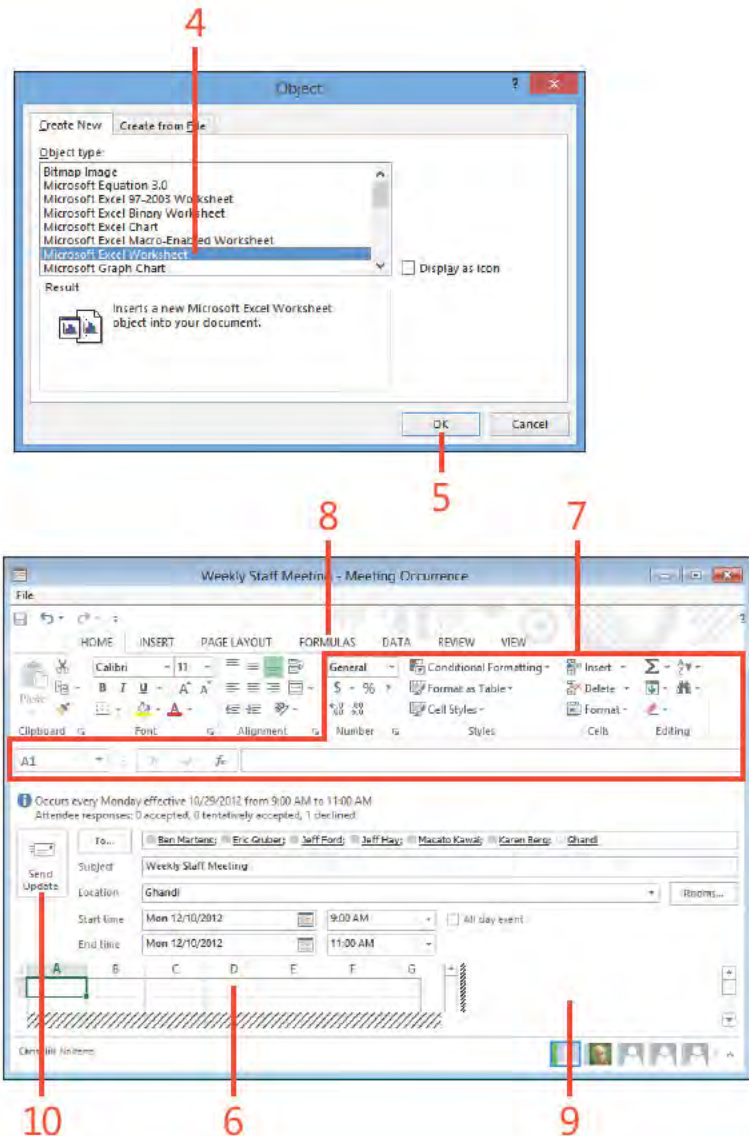 4
Object
?
Create New Create from File
Object type:
Bitmap Image
Microsoft Equation 3.0
Microsoft Excel 97-2003 Worksheet
Microsoft Excel Binary Worksheet
Microsoft Excel Chart
Microsoft Excel Macro-Enabled Worksheet
Microsoft Excel Worksheet
Microsoft Graph Chart
Display as icon
Result
Inserts a new Microsoft Excel Worksheet
object into your document.
OK Cancel
5
8 7
Weekly Staff Meeting - Meeting Occurrence
File
HOME INSERT PAGE LAYOUT FORMULAS DATA REVIEW VIEW
Calibri 11 General Conditional Formatting Insert
Paste B I U A A $ % , Format as Table Delete
A Cell Styles Format
Clipboard Font Alignment Number Styles Cells Editing
A1 fx
Occurs every Monday effective 10/29/2012 from 9:00 AM to 11:00 AM
Attendee responses: 0 accepted, 0 tentatively accepted, 1 declined
To... Ben Martens; Eric Gruber; Jeff Ford; Jeff Hay; Macato Kawai; Karen Berg; Ghandi
Send Update
Subject Weekly Staff Meeting
Location Ghandi Rooms...
Start time Mon 12/10/2012 9:00 AM All day event
End time Mon 12/10/2012 11:00 AM
A B C D E F G
10 6 9